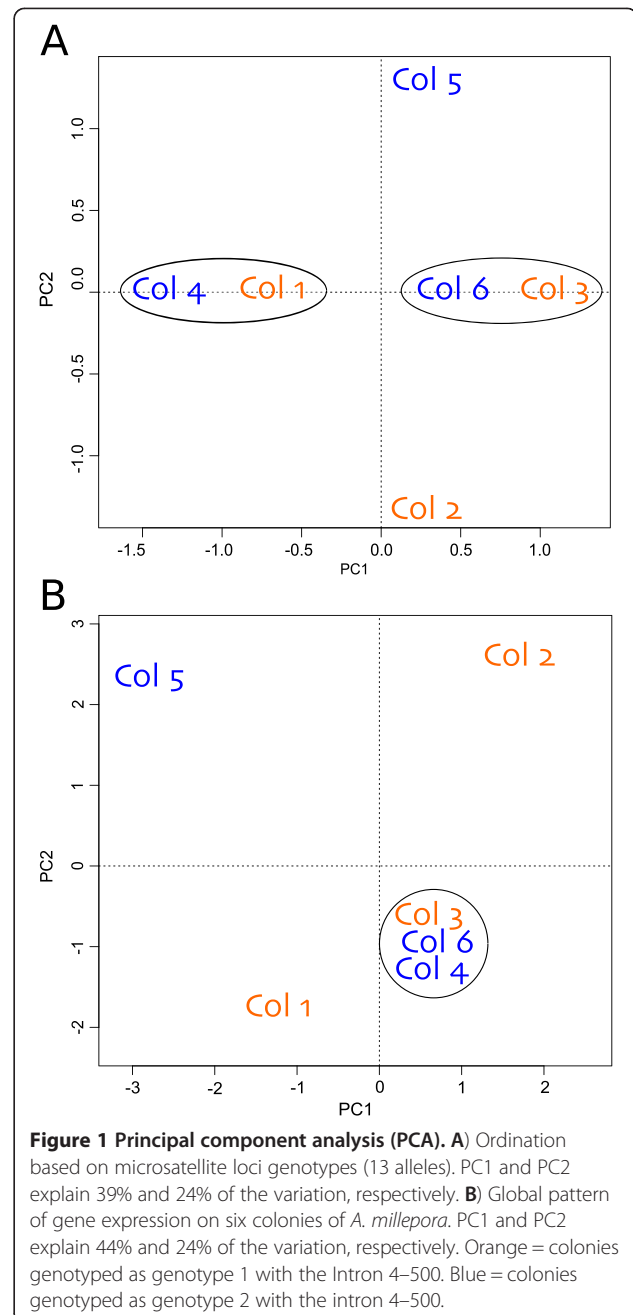 A
Col 5
1.0
0.5
PC2
0.0
Col 4 Col 1 Col 6 Col 3
-0.5
-1.0
Col 2
-1.5 -1.0 -0.5 0.0 0.5 1.0
PC1
B
3
Col 2
Col 5
2
1
PC2
0
Col 3
-1
Col 6
Col 4
Col 1
-2
-3 -2 -1 0 1 2
PC1
Figure 1 Principal component analysis (PCA). A) Ordination
based on microsatellite loci genotypes (13 alleles). PC1 and PC2
explain 39% and 24% of the variation, respectively. B) Global pattern
of gene expression on six colonies of A. millepora. PC1 and PC2
explain 44% and 24% of the variation, respectively. Orange = colonies
genotyped as genotype 1 with the Intron 4–500. Blue = colonies
genotyped as genotype 2 with the intron 4–500.